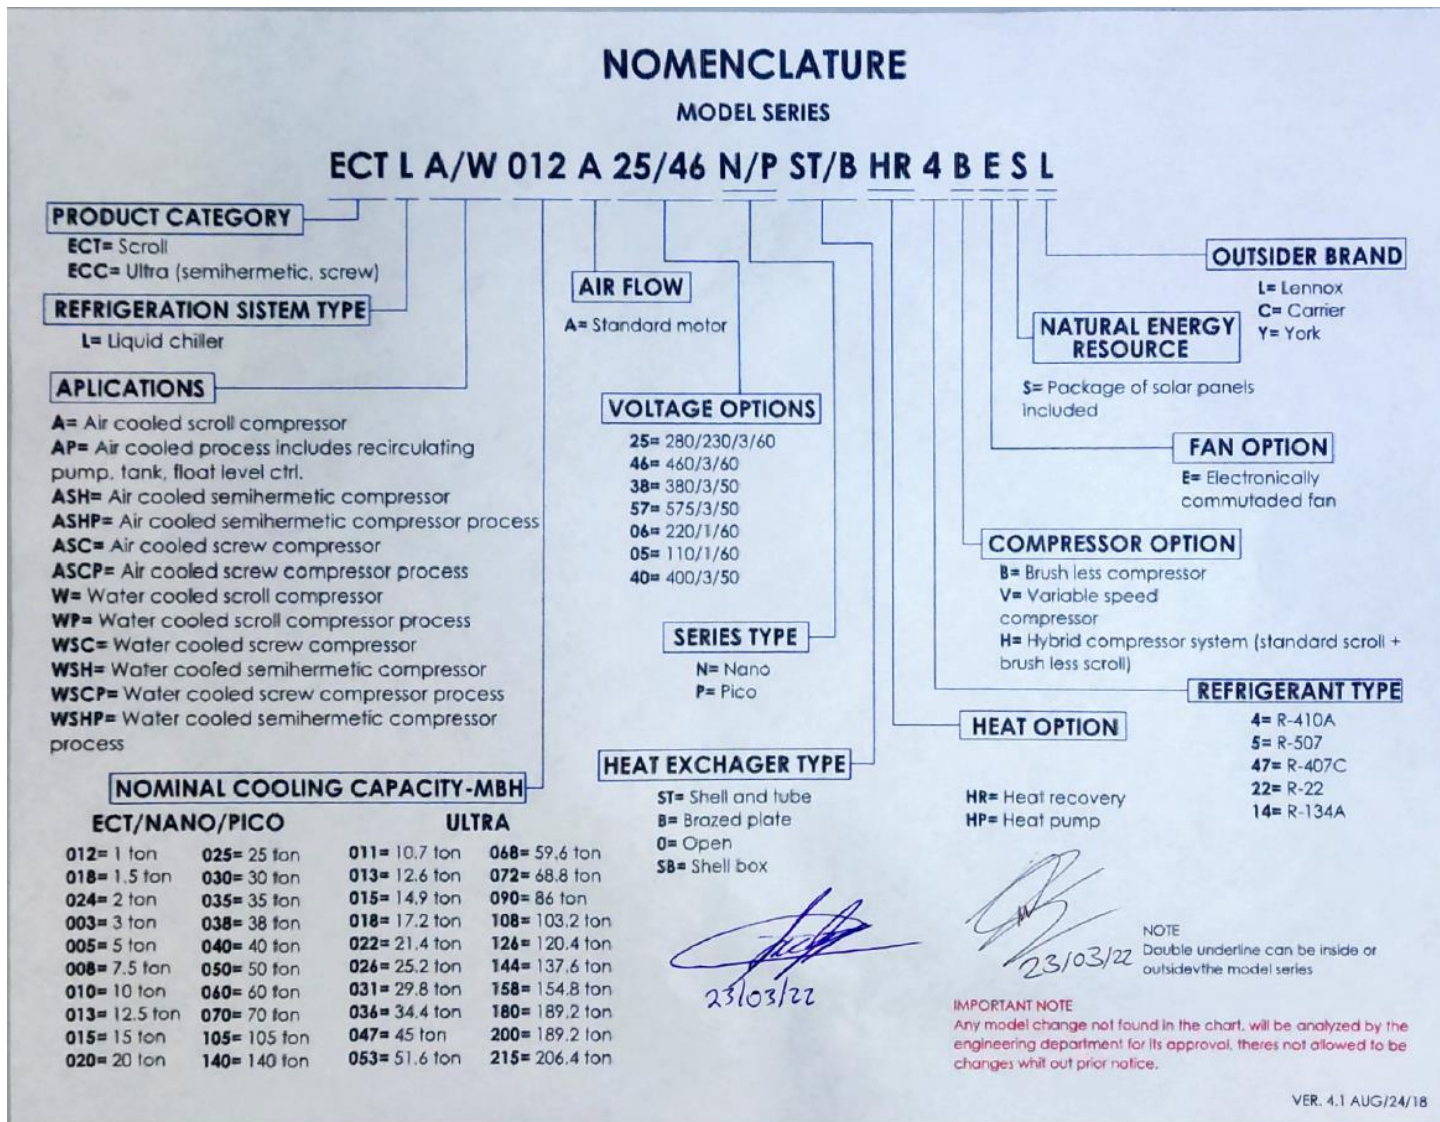 NOMENCLATURE
MODEL SERIES
ECT L A/W 012 A 25/46 N/P ST/B HR 4 B E S L
PRODUCT CATEGORY
ECT= Scroll
ECC= Ultra (semihermetic, screw)
REFRIGERATION SISTEM TYPE
L= Liquid chiller
APLICATIONS
A= Air cooled scroll compressor
AP= Air cooled process includes recirculating
pump, tank, float level ctrl.
ASH= Air cooled semihermetic compressor
ASHP= Air cooled semihermetic compressor process
ASC= Air cooled screw compressor
ASCP= Air cooled screw compressor process
W= Water cooled scroll compressor
WP= Water cooled scroll compressor process
WSC= Water cooled screw compressor
WSH= Water cooled semihermetic compressor
WSCP= Water cooled screw compressor process
WSHP= Water cooled semihermetic compressor
process
NOMINAL COOLING CAPACITY-MBH
ECT/NANO/PICO ULTRA
012= 1 ton 025= 25 ton 011= 10.7 ton 068= 59.6 ton
018= 1.5 ton 030= 30 ton 013= 12.6 ton 072= 68.8 ton
024= 2 ton 035= 35 ton 015= 14.9 ton 090= 86 ton
003= 3 ton 038= 38 ton 018= 17.2 ton 108= 103.2 ton
005= 5 ton 040= 40 ton 022= 21.4 ton 126= 120.4 ton
008= 7.5 ton 050= 50 ton 026= 25.2 ton 144= 137.6 ton
010= 10 ton 060= 60 ton 031= 29.8 ton 158= 154.8 ton
013= 12.5 ton 070= 70 ton 036= 34.4 ton 180= 189.2 ton
015= 15 ton 105= 105 ton 047= 45 ton 200= 189.2 ton
020= 20 ton 140= 140 ton 053= 51.6 ton 215= 206.4 ton
AIR FLOW
A= Standard motor
VOLTAGE OPTIONS
25= 280/230/3/60
46= 460/3/60
38= 380/3/50
57= 575/3/50
06= 220/1/60
05= 110/1/60
40= 400/3/50
SERIES TYPE
N= Nano
P= Pico
HEAT EXCHAGER TYPE
ST= Shell and tube
B= Brazed plate
0= Open
SB= Shell box
23/03/22
OUTSIDER BRAND
L= Lennox
C= Carrier
Y= York
NATURAL ENERGY
RESOURCE
S= Package of solar panels
included
FAN OPTION
E= Electronically
commutaded fan
COMPRESSOR OPTION
B= Brush less compressor
V= Variable speed
compressor
H= Hybrid compressor system (standard scroll +
brush less scroll)
REFRIGERANT TYPE
4= R-410A
5= R-507
47= R-407C
22= R-22
14= R-134A
HEAT OPTION
HR= Heat recovery
HP= Heat pump
23/03/22
NOTE
Double underline can be inside or
outsidevthe model series
IMPORTANT NOTE
Any model change not found in the chart, will be analyzed by the
engineering department for its approval, theres not allowed to be
changes whit out prior notice.
VER. 4.1 AUG/24/18